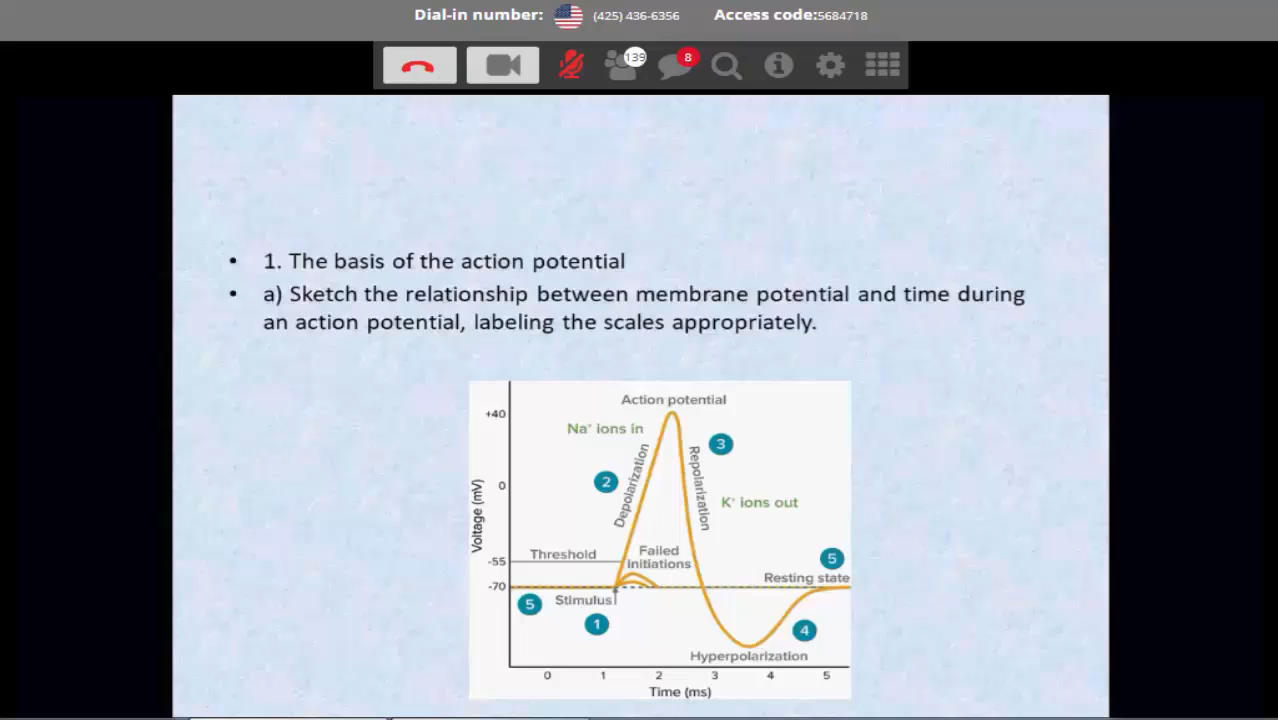 Dial-in number: (425) 436-6356 Access code:5684718
139
8
• 1. The basis of the action potential
• a) Sketch the relationship between membrane potential and time during
an action potential, labeling the scales appropriately.
Action potential
+40
Na⁺ ions in
3
Depolarization
Repolarization
2
0
K⁺ ions out
Voltage (mV)
Threshold
Failed
initiations
-55
5
Resting state
-70
5
Stimulus
1
4
Hyperpolarization
0 1 2 3 4 5
Time (ms)